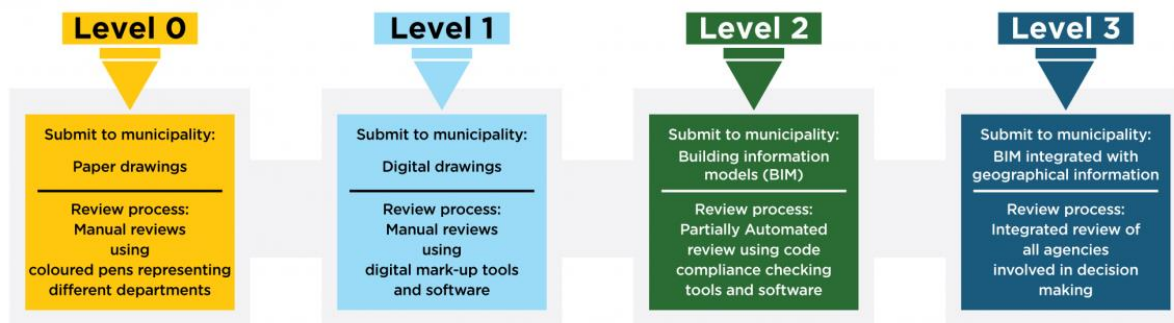 Level 0
Submit to municipality:
Paper drawings
Review process:
Manual reviews
using
coloured pens representing
different departments
Level 1
Submit to municipality:
Digital drawings
Review process:
Manual reviews
using
digital mark-up tools
and software
Level 2
Submit to municipality:
Building information
models (BIM)
Review process:
Partially Automated
review using code
compliance checking
tools and software
Level 3
Submit to municipality:
BIM integrated with
geographical information
Review process:
Integrated review of
all agencies
involved in decision
making